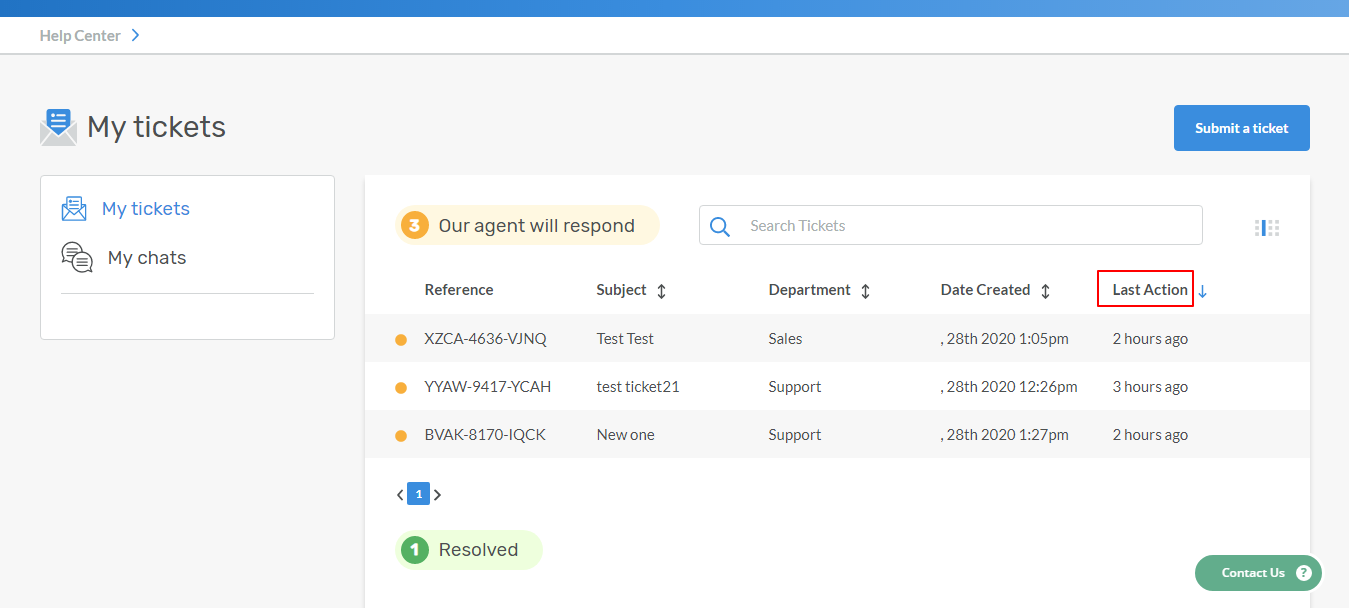 Help Center
My tickets
Submit a ticket
My tickets
My chats
3 Our agent will respond
Search Tickets
Reference Subject Department Date Created Last Action
XZCA-4636-VJNQ Test Test Sales , 28th 2020 1:05pm 2 hours ago
YYAW-9417-YCAH test ticket21 Support , 28th 2020 12:26pm 3 hours ago
BVAK-8170-IQCK New one Support , 28th 2020 1:27pm 2 hours ago
1
1 Resolved
Contact Us ?